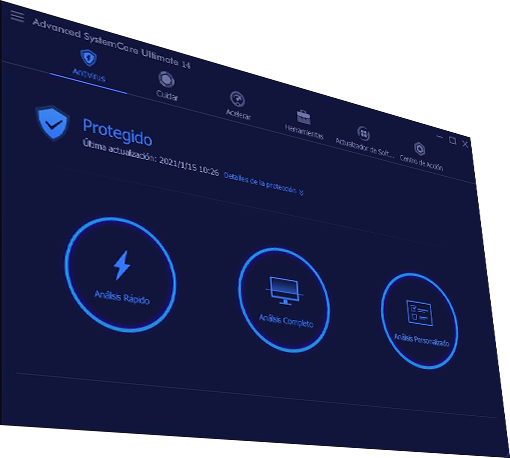 Advanced SystemCare Ultimate 14
AntiVirus
Cuidar
Acelerar
Herramientas
Actualizador de Soft...
Centro de Acción
Protegido
Última actualización: 2021/1/15 10:26 Detalles de la protección
Análisis Rápido
Análisis Completo
Análisis Personalizado